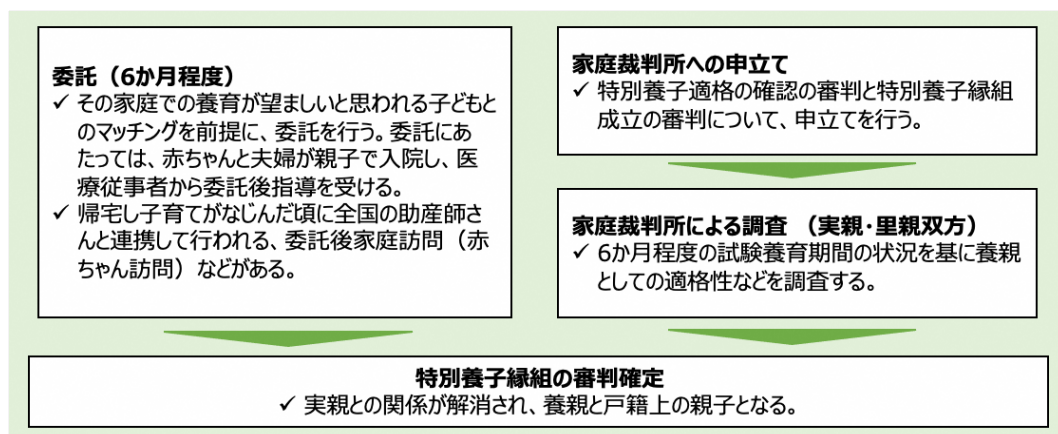 委託（6か月程度）
✓ その家庭での養育が望ましいと思われる子どもと
のマッチングを前提に、委託を行う。委託にあ
たっては、赤ちゃんと夫婦が親子で入院し、医
療従事者から委託後指導を受ける。
✓ 帰宅し子育てがなじんだ頃に全国の助産師さ
んと連携して行われる、委託後家庭訪問（赤
ちゃん訪問）などがある。
家庭裁判所への申立て
✓ 特別養子適格の確認の審判と特別養子縁組
成立の審判について、申立てを行う。
家庭裁判所による調査 （実親・里親双方）
✓ 6か月程度の試験養育期間の状況を基に養親
としての適格性などを調査する。
特別養子縁組の審判確定
✓ 実親との関係が解消され、養親と戸籍上の親子となる。